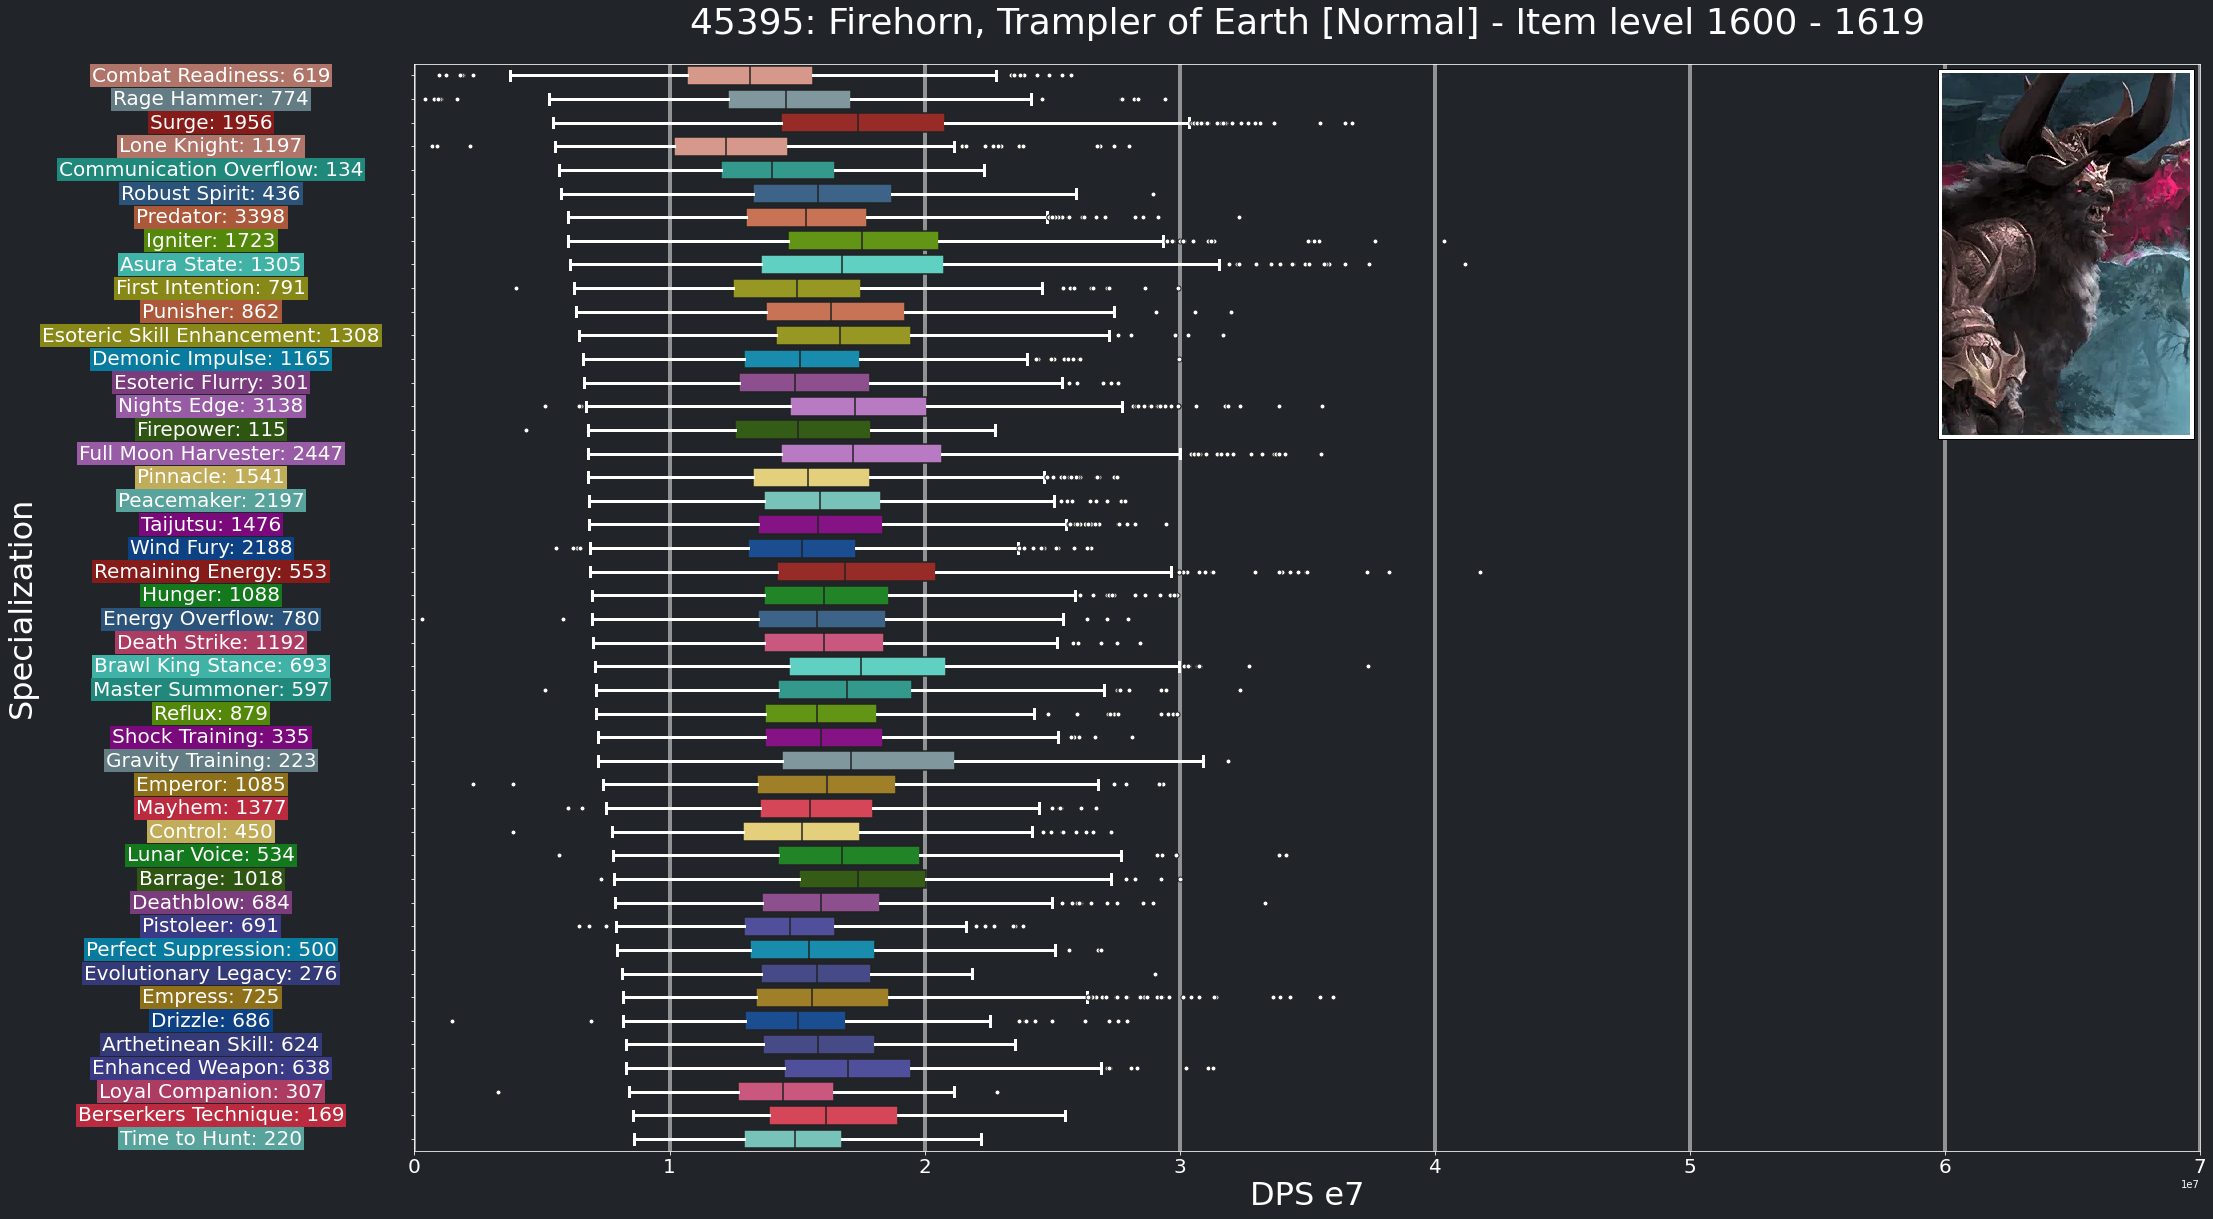 45395: Firehorn, Trampler of Earth [Normal] - Item level 1600 - 1619
Specialization
Combat Readiness: 619
Rage Hammer: 774
Surge: 1956
Lone Knight: 1197
Communication Overflow: 134
Robust Spirit: 436
Predator: 3398
Igniter: 1723
Asura State: 1305
First Intention: 791
Punisher: 862
Esoteric Skill Enhancement: 1308
Demonic Impulse: 1165
Esoteric Flurry: 301
Nights Edge: 3138
Firepower: 115
Full Moon Harvester: 2447
Pinnacle: 1541
Peacemaker: 2197
Taijutsu: 1476
Wind Fury: 2188
Remaining Energy: 553
Hunger: 1088
Energy Overflow: 780
Death Strike: 1192
Brawl King Stance: 693
Master Summoner: 597
Reflux: 879
Shock Training: 335
Gravity Training: 223
Emperor: 1085
Mayhem: 1377
Control: 450
Lunar Voice: 534
Barrage: 1018
Deathblow: 684
Pistoleer: 691
Perfect Suppression: 500
Evolutionary Legacy: 276
Empress: 725
Drizzle: 686
Arthetinean Skill: 624
Enhanced Weapon: 638
Loyal Companion: 307
Berserkers Technique: 169
Time to Hunt: 220
0 1 2 3 4 5 6 7
1e7
DPS e7